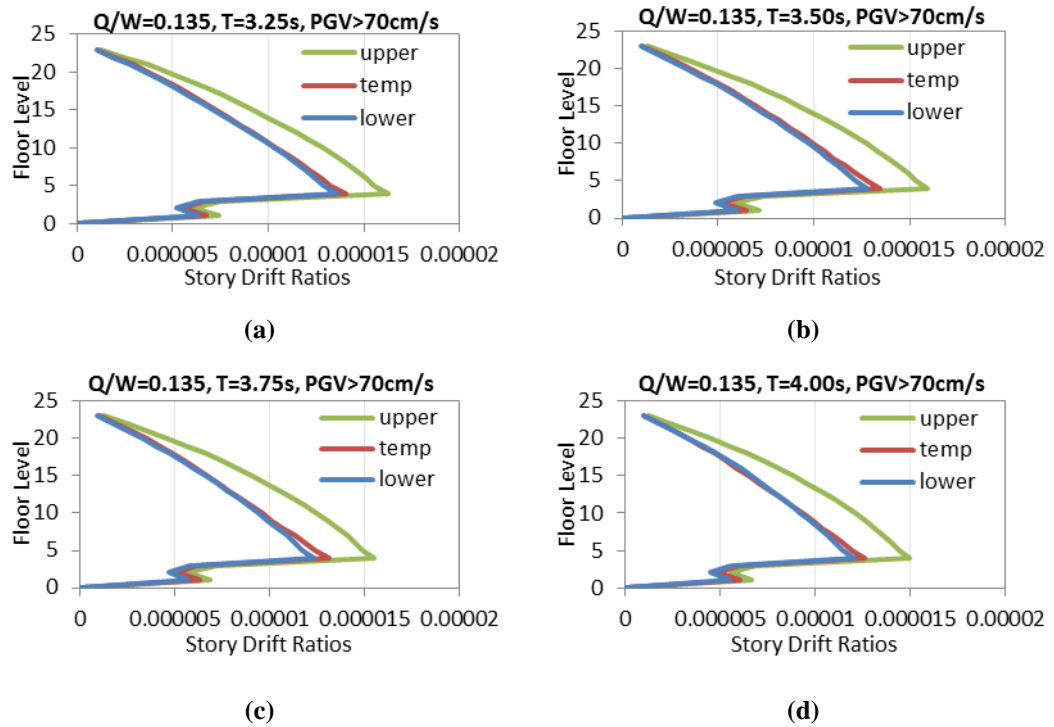 Q/W=0.135, T=3.25s, PGV>70cm/s
25
20
15
10
5
0
Floor Level
upper
temp
lower
0 0.000005 0.00001 0.000015 0.00002
Story Drift Ratios
(a)
Q/W=0.135, T=3.50s, PGV>70cm/s
25
20
15
10
5
0
Floor Level
upper
temp
lower
0 0.000005 0.00001 0.000015 0.00002
Story Drift Ratios
(b)
Q/W=0.135, T=3.75s, PGV>70cm/s
25
20
15
10
5
0
Floor Level
upper
temp
lower
0 0.000005 0.00001 0.000015 0.00002
Story Drift Ratios
(c)
Q/W=0.135, T=4.00s, PGV>70cm/s
25
20
15
10
5
0
Floor Level
upper
temp
lower
0 0.000005 0.00001 0.000015 0.00002
Story Drift Ratios
(d)